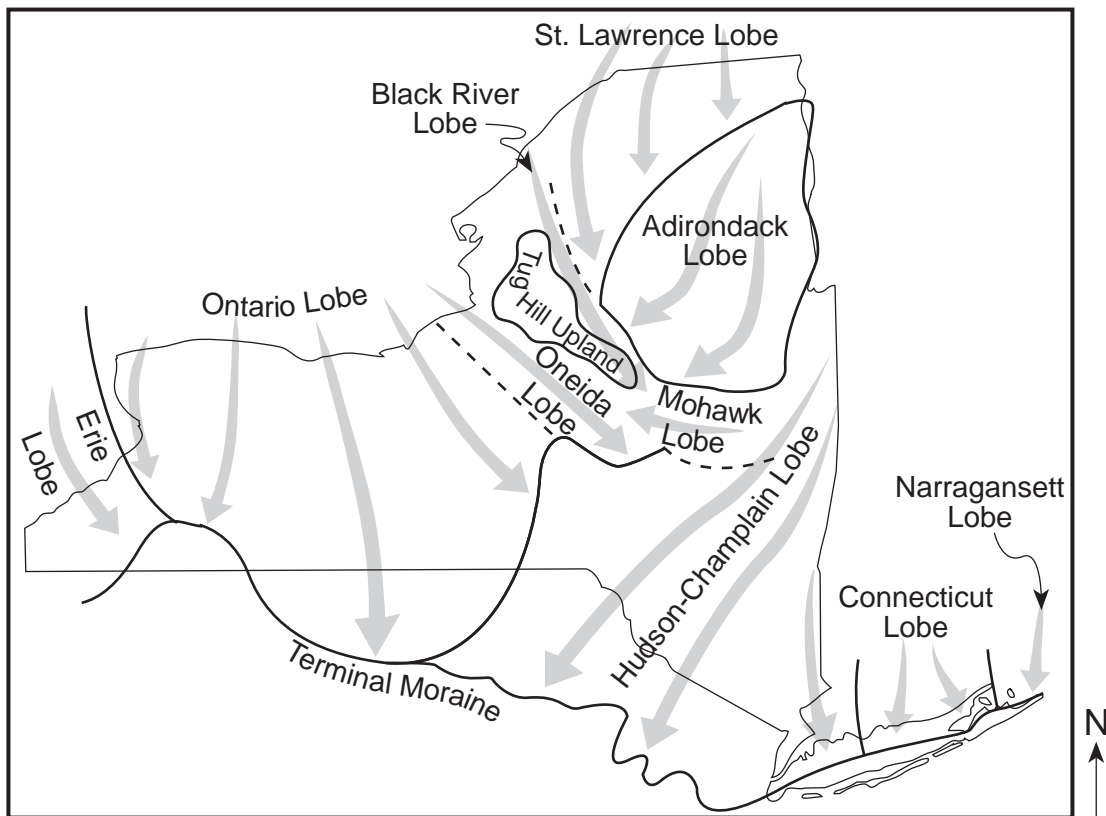 St. Lawrence Lobe
Black River
Lobe
Adirondack
Lobe
Tug
Hill Upland
Ontario Lobe
Oneida
Lobe
Mohawk
Lobe
Erie
Lobe
Hudson-Champlain Lobe
Narragansett
Lobe
Connecticut
Lobe
Terminal Moraine
N